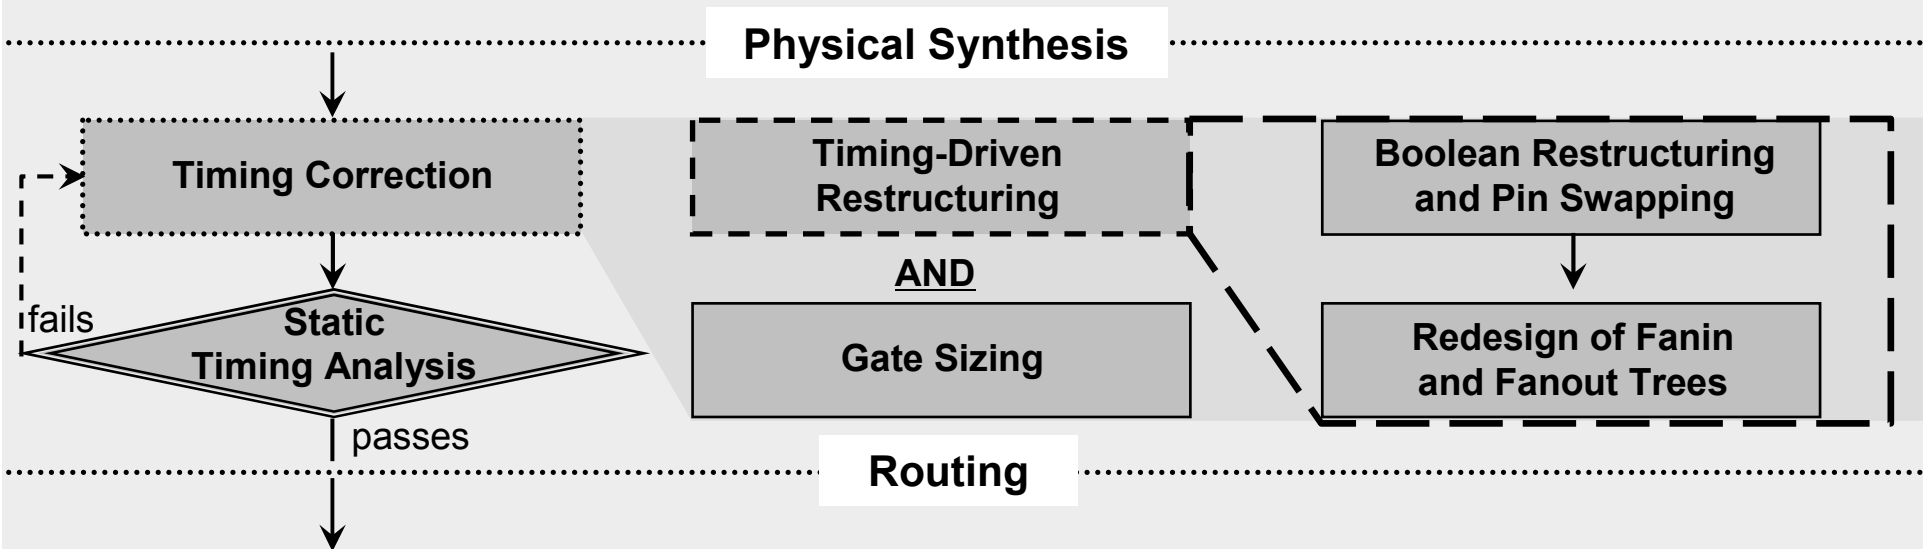 Physical Synthesis
Timing Correction
Timing-Driven
Restructuring
Boolean Restructuring
and Pin Swapping
AND
fails
Static
Timing Analysis
Gate Sizing
Redesign of Fanin
and Fanout Trees
passes
Routing